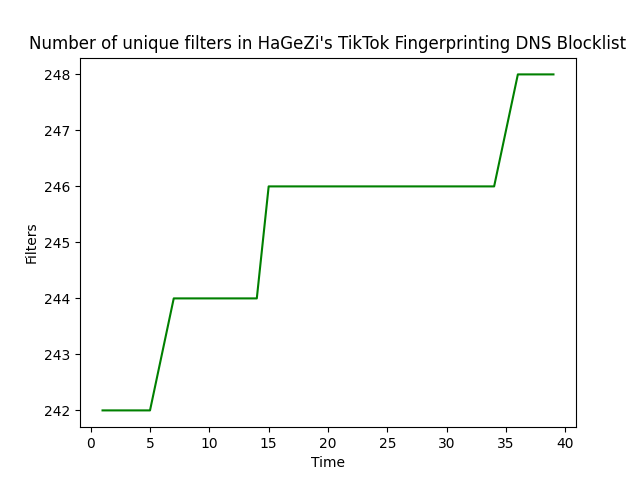 Number of unique filters in HaGeZi's TikTok Fingerprinting DNS Blocklist
248
247
246
245
244
243
242
Filters
0 5 10 15 20 25 30 35 40
Time